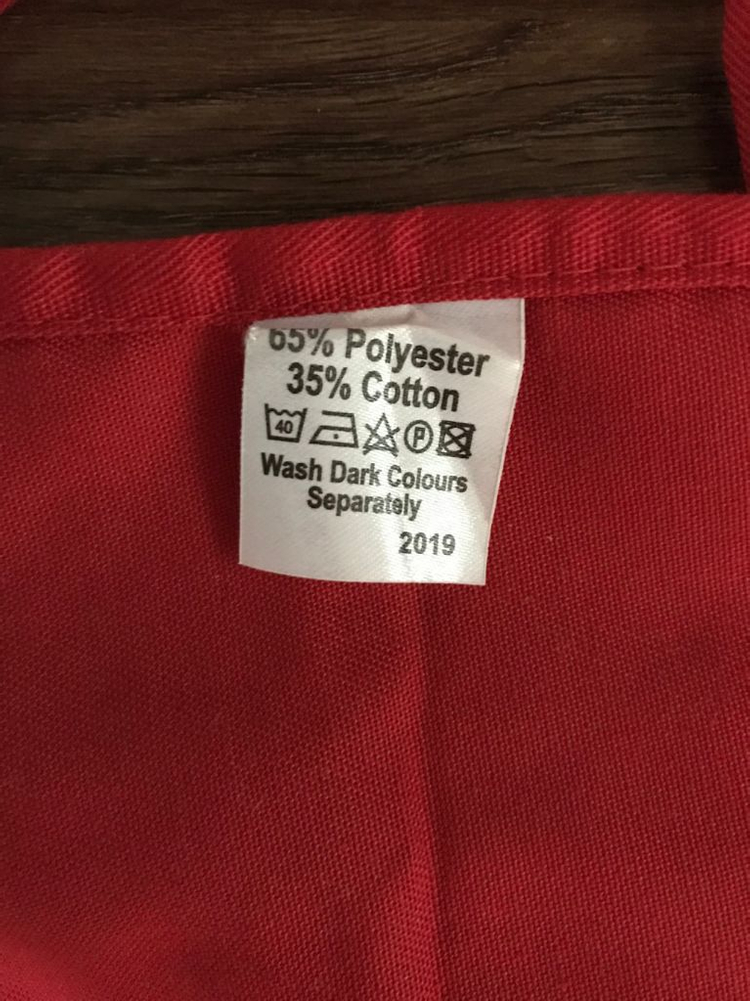 65% Polyester
35% Cotton
40 P
Wash Dark Colours
Separately
2019